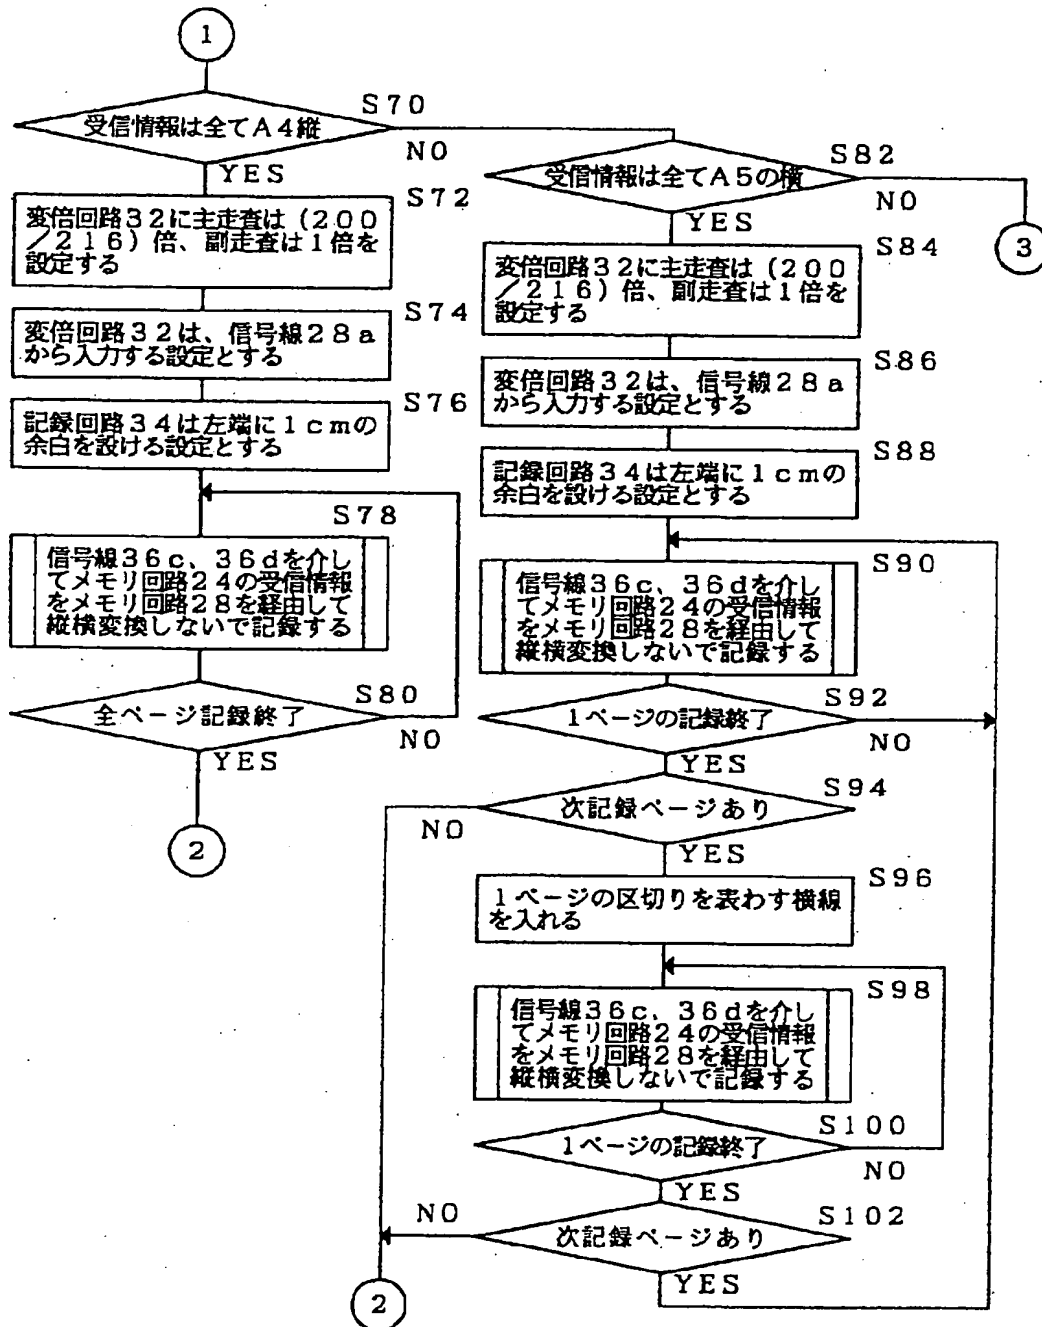 1
S70
受信情報は全てA4縦
NO
YES
S72
変倍回路32に主走査は(200
/216)倍、副走査は1倍を
設定する
S74
変倍回路32は、信号線28a
から入力する設定とする
S76
記録回路34は左端に1cmの
余白を設ける設定とする
S78
信号線36c、36dを介し
てメモリ回路24の受信情報
をメモリ回路28を経由して
縦横変換しないで記録する
S80
全ページ記録終了
NO
YES
2
S82
受信情報は全てA5の横
NO
YES
3
S84
変倍回路32に主走査は(200
/216)倍、副走査は1倍を
設定する
S86
変倍回路32は、信号線28a
から入力する設定とする
S88
記録回路34は左端に1cmの
余白を設ける設定とする
S90
信号線36c、36dを介し
てメモリ回路24の受信情報
をメモリ回路28を経由して
縦横変換しないで記録する
S92
1ページの記録終了
NO
YES
S94
次記録ページあり
NO
YES
S96
1ページの区切りを表わす横線
を入れる
S98
信号線36c、36dを介し
てメモリ回路24の受信情報
をメモリ回路28を経由して
縦横変換しないで記録する
S100
1ページの記録終了
NO
YES
NO
S102
次記録ページあり
YES
2